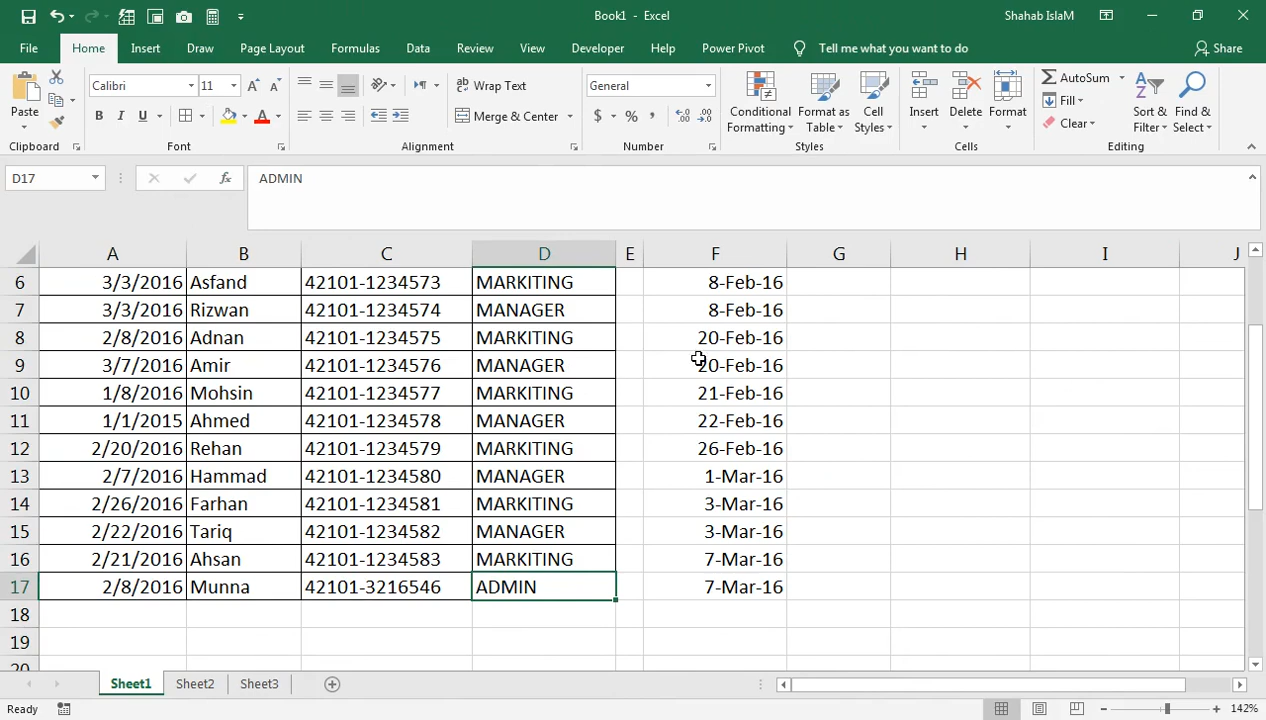 Book1 - Excel
Shahab IslaM
File Home Insert Draw Page Layout Formulas Data Review View Developer Help Power Pivot Tell me what you want to do Share
Paste
Clipboard
Calibri 11
B I U
Font
Wrap Text
Merge & Center
Alignment
General
$ % ,
Number
Conditional Formatting
Format as Table
Cell Styles
Styles
Insert Delete Format
Cells
AutoSum
Fill
Clear
Sort & Filter
Find & Select
Editing
D17 fx ADMIN
A B C D E F G H I J
6 3/3/2016 Asfand 42101-1234573 MARKITING 8-Feb-16
7 3/3/2016 Rizwan 42101-1234574 MANAGER 8-Feb-16
8 2/8/2016 Adnan 42101-1234575 MARKITING 20-Feb-16
9 3/7/2016 Amir 42101-1234576 MANAGER 20-Feb-16
10 1/8/2016 Mohsin 42101-1234577 MARKITING 21-Feb-16
11 1/1/2015 Ahmed 42101-1234578 MANAGER 22-Feb-16
12 2/20/2016 Rehan 42101-1234579 MARKITING 26-Feb-16
13 2/7/2016 Hammad 42101-1234580 MANAGER 1-Mar-16
14 2/26/2016 Farhan 42101-1234581 MARKITING 3-Mar-16
15 2/22/2016 Tariq 42101-1234582 MANAGER 3-Mar-16
16 2/21/2016 Ahsan 42101-1234583 MARKITING 7-Mar-16
17 2/8/2016 Munna 42101-3216546 ADMIN 7-Mar-16
18
19
20
Sheet1 Sheet2 Sheet3
Ready 142%